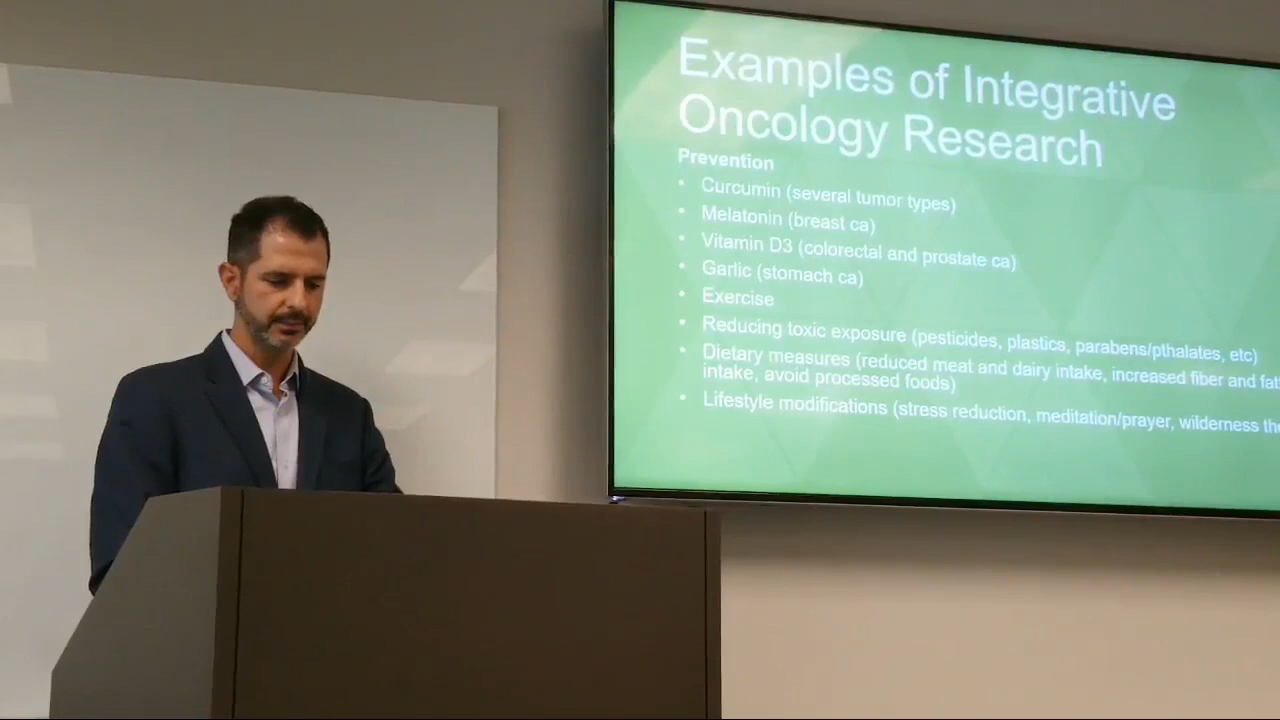 Examples of Integrative
Oncology Research
Prevention
• Curcumin (several tumor types)
• Melatonin (breast ca)
• Vitamin D3 (colorectal and prostate ca)
• Garlic (stomach ca)
• Exercise
• Reducing toxic exposure (pesticides, plastics, parabens/pthalates, etc)
• Dietary measures (reduced meat and dairy intake, increased fiber and
intake, avoid processed foods)
• Lifestyle modifications (stress reduction, meditation/prayer, wilderness